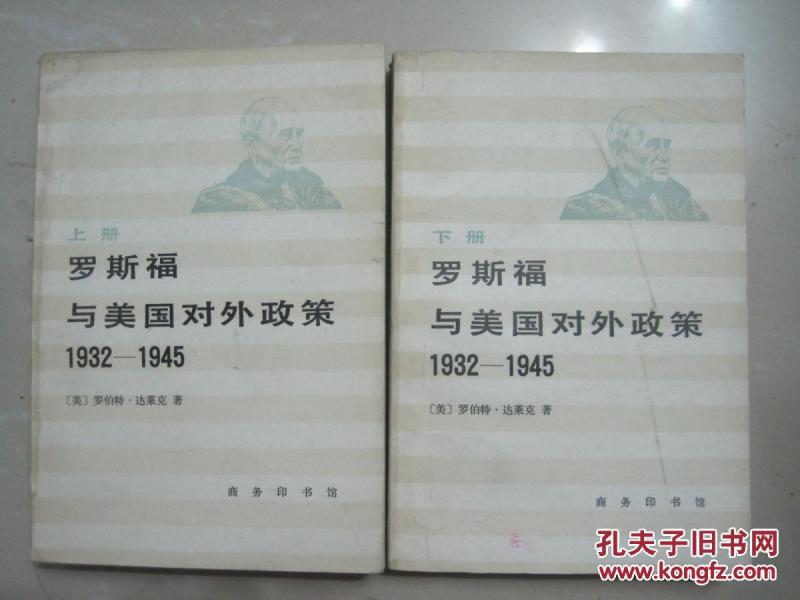 上册
罗斯福
与美国对外政策
1932—1945
〔美〕罗伯特·达莱克 著
商务印书馆
下册
罗斯福
与美国对外政策
1932—1945
〔美〕罗伯特·达莱克 著
商务印书馆
孔夫子旧书网
www.kongfz.com